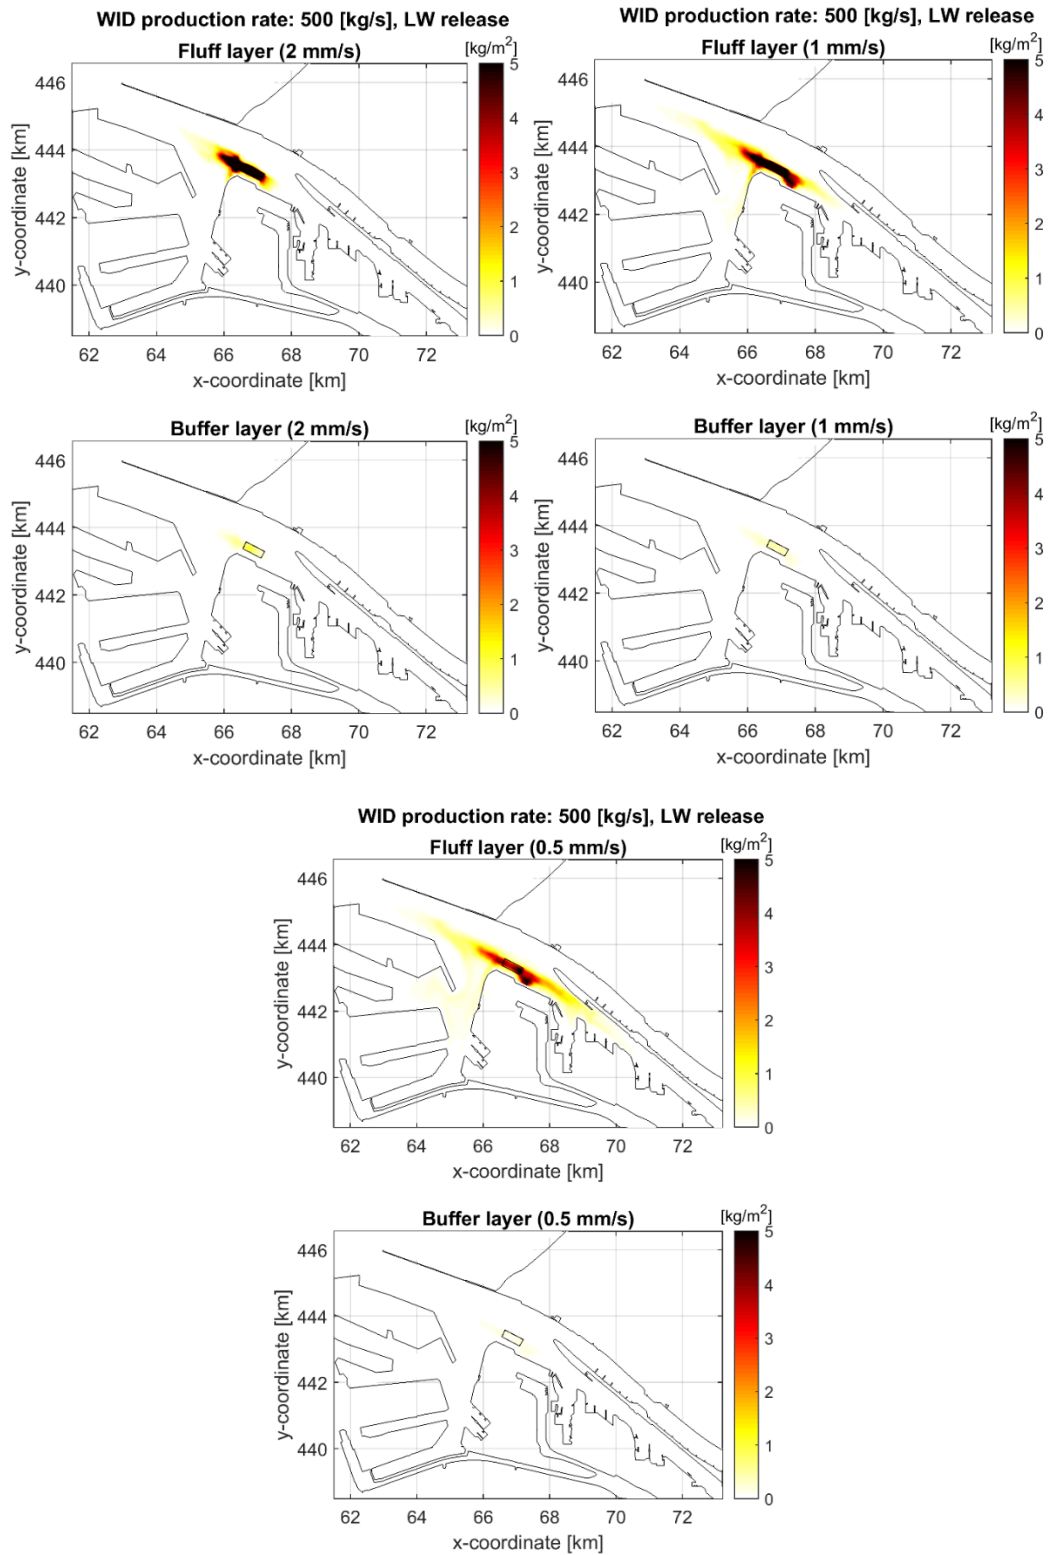 WID production rate: 500 [kg/s], LW release
Fluff layer (2 mm/s)
[kg/m²]
446
444
442
440
y-coordinate [km]
62 64 66 68 70 72
x-coordinate [km]
5
4
3
2
1
0
WID production rate: 500 [kg/s], LW release
Fluff layer (1 mm/s)
[kg/m²]
446
444
442
440
y-coordinate [km]
62 64 66 68 70 72
x-coordinate [km]
5
4
3
2
1
0
Buffer layer (2 mm/s)
[kg/m²]
446
444
442
440
y-coordinate [km]
62 64 66 68 70 72
x-coordinate [km]
5
4
3
2
1
0
Buffer layer (1 mm/s)
[kg/m²]
446
444
442
440
y-coordinate [km]
62 64 66 68 70 72
x-coordinate [km]
5
4
3
2
1
0
WID production rate: 500 [kg/s], LW release
Fluff layer (0.5 mm/s)
[kg/m²]
446
444
442
440
y-coordinate [km]
62 64 66 68 70 72
x-coordinate [km]
5
4
3
2
1
0
Buffer layer (0.5 mm/s)
[kg/m²]
446
444
442
440
y-coordinate [km]
62 64 66 68 70 72
x-coordinate [km]
5
4
3
2
1
0